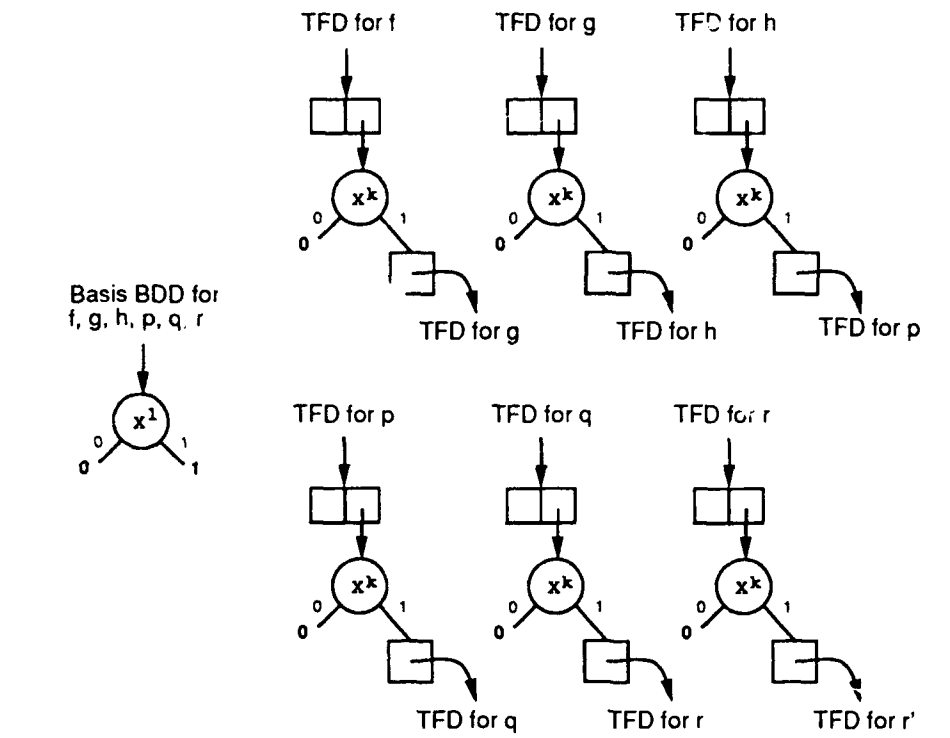 TFD for f TFD for g TFD for h
x^k x^k x^k
0 1 0 1 0 1
0 0 0
TFD for g TFD for h TFD for p
Basis BDD for
f, g, h, p, q, r
x^1
0 1
0 1
TFD for p TFD for q TFD for r
x^k x^k x^k
0 1 0 1 0 1
0 0 0
TFD for q TFD for r TFD for r'